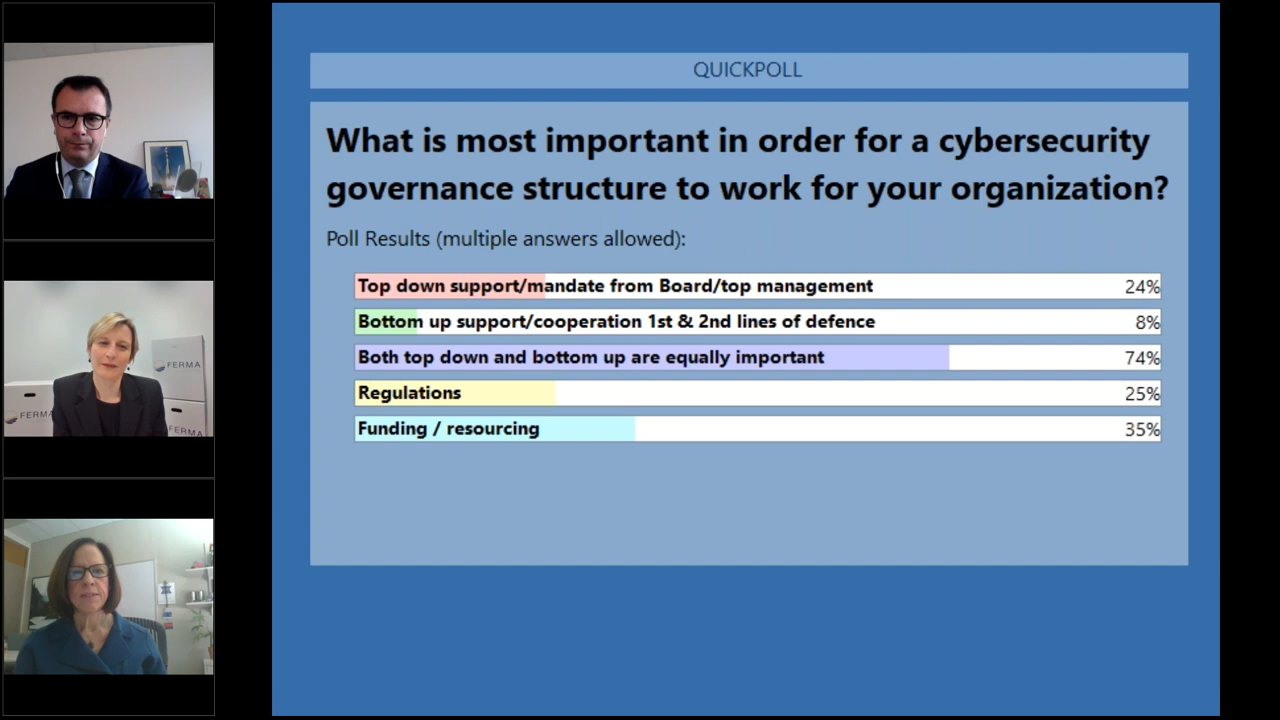 QUICKPOLL
What is most important in order for a cybersecurity
governance structure to work for your organization?
Poll Results (multiple answers allowed):
Top down support/mandate from Board/top management 24%
Bottom up support/cooperation 1st & 2nd lines of defence 8%
Both top down and bottom up are equally important 74%
Regulations 25%
Funding / resourcing 35%
FERMA
FERMA
FERMA